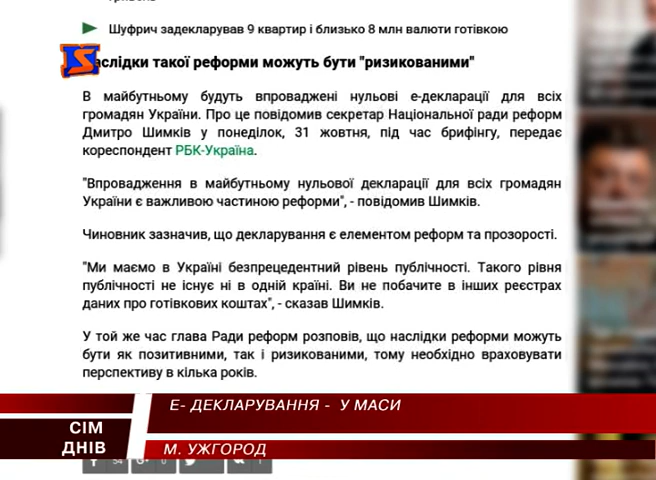 Шуфрич задекларував 9 квартир і близько 8 млн валюти готівкою
аслідки такої реформи можуть бути "ризикованими"
В майбутньому будуть впроваджені нульові е-декларації для всіх
громадян України. Про це повідомив секретар Національної ради реформ
Дмитро Шимків у понеділок, 31 жовтня, під час брифінгу, передає
кореспондент РБК-Україна.
"Впровадження в майбутньому нульової декларації для всіх громадян
України є важливою частиною реформи", - повідомив Шимків.
Чиновник зазначив, що декларування є елементом реформ та прозорості.
"Ми маємо в Україні безпрецедентний рівень публічності. Такого рівня
публічності не існує ні в одній країні. Ви не побачите в інших реєстрах
даних про готівкових коштах", - сказав Шимків.
У той же час глава Ради реформ розповів, що наслідки реформи можуть
бути як позитивними, так і ризикованими, тому необхідно враховувати
перспективу в кілька років.
Е- ДЕКЛАРУВАННЯ - У МАСИ
СІМ
ДНІВ
М. УЖГОРОД